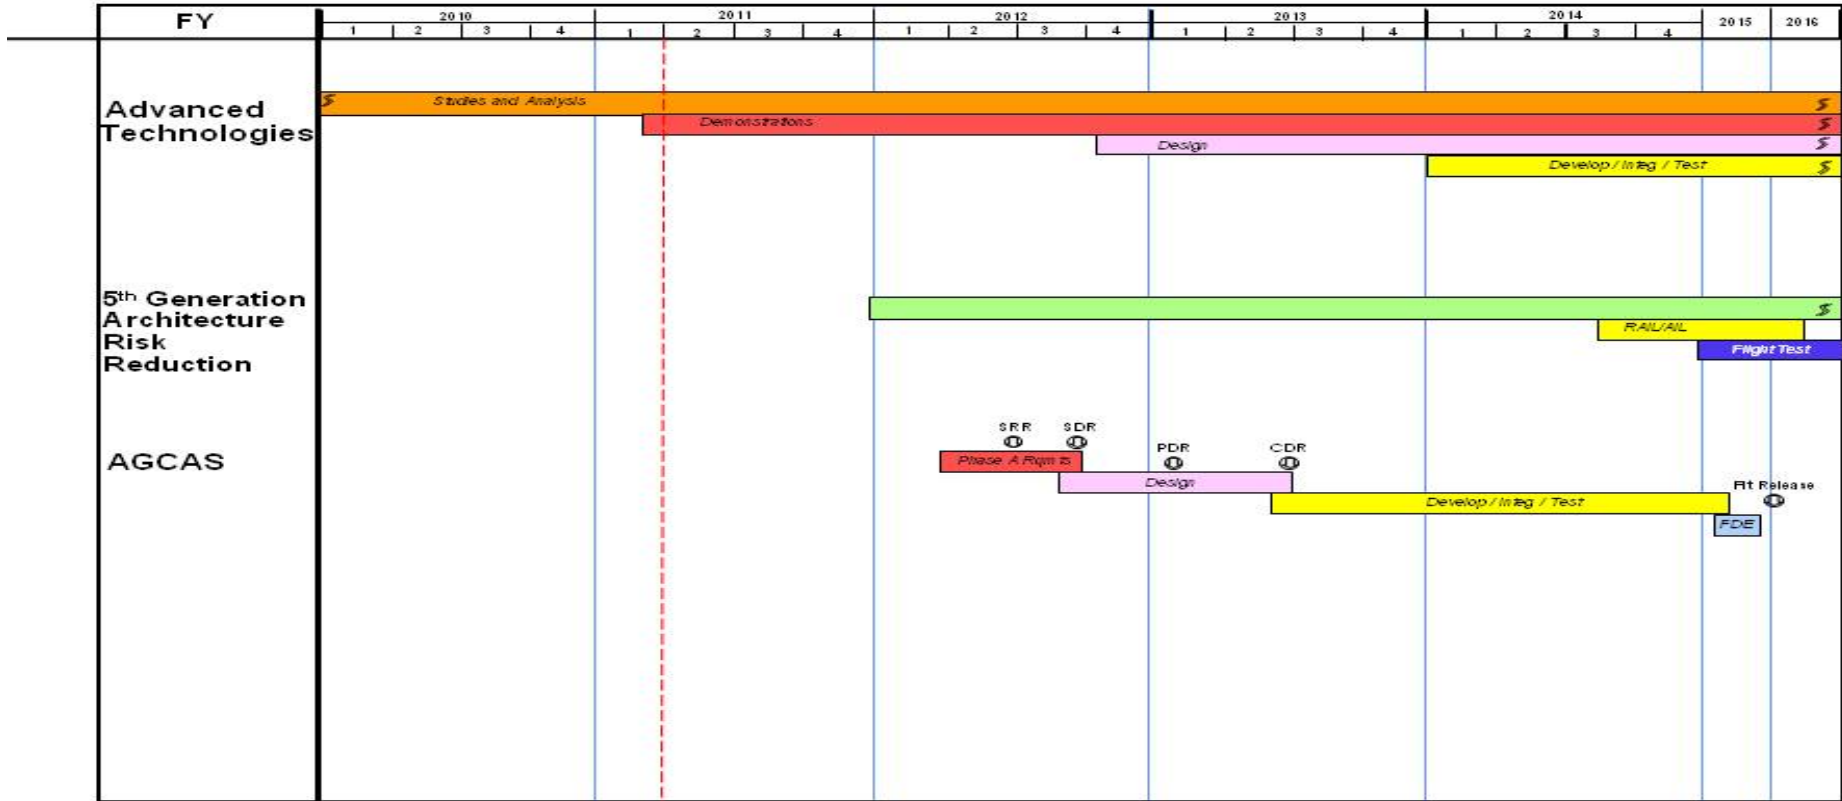 FY 2010 2011 2012 2013 2014 2015 2016
1 2 3 4 1 2 3 4 1 2 3 4 1 2 3 4 1 2 3 4
Studies and Analysis
Advanced
Technologies
Demonstrations
Design
Develop / Integ / Test
5th Generation
Architecture
Risk
Reduction
RAIL/AIL
Flight Test
SRR SDR
AGCAS
Phase A Rqmts
PDR CDR
Design
Flt Release
Develop / Integ / Test
FDE